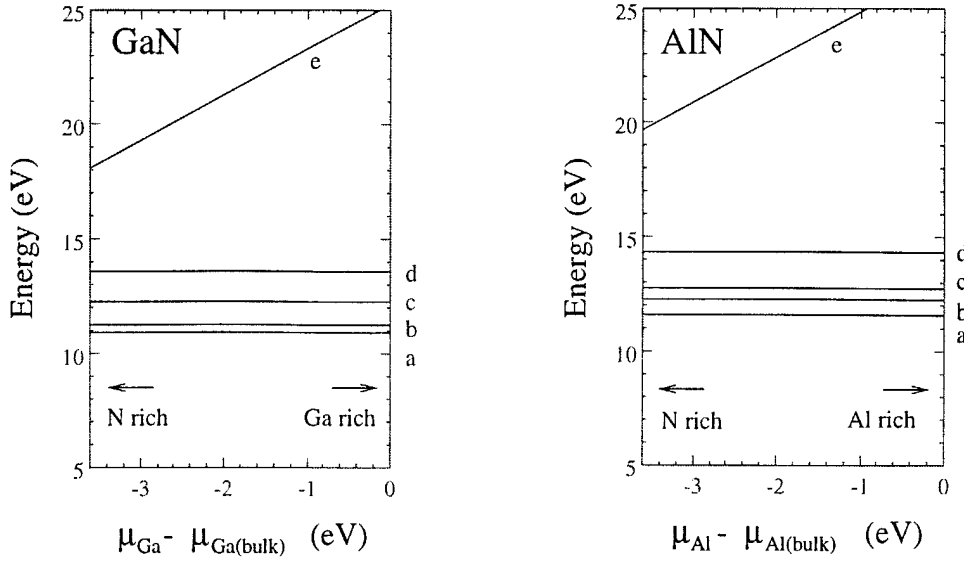 GaN
Energy (eV)
25
20
15
10
5
e
d
c
b
a
N rich
Ga rich
-3
-2
-1
0
μGa - μGa(bulk) (eV)
AlN
Energy (eV)
25
20
15
10
5
e
d
c
b
a
N rich
Al rich
-3
-2
-1
0
μAl - μAl(bulk) (eV)